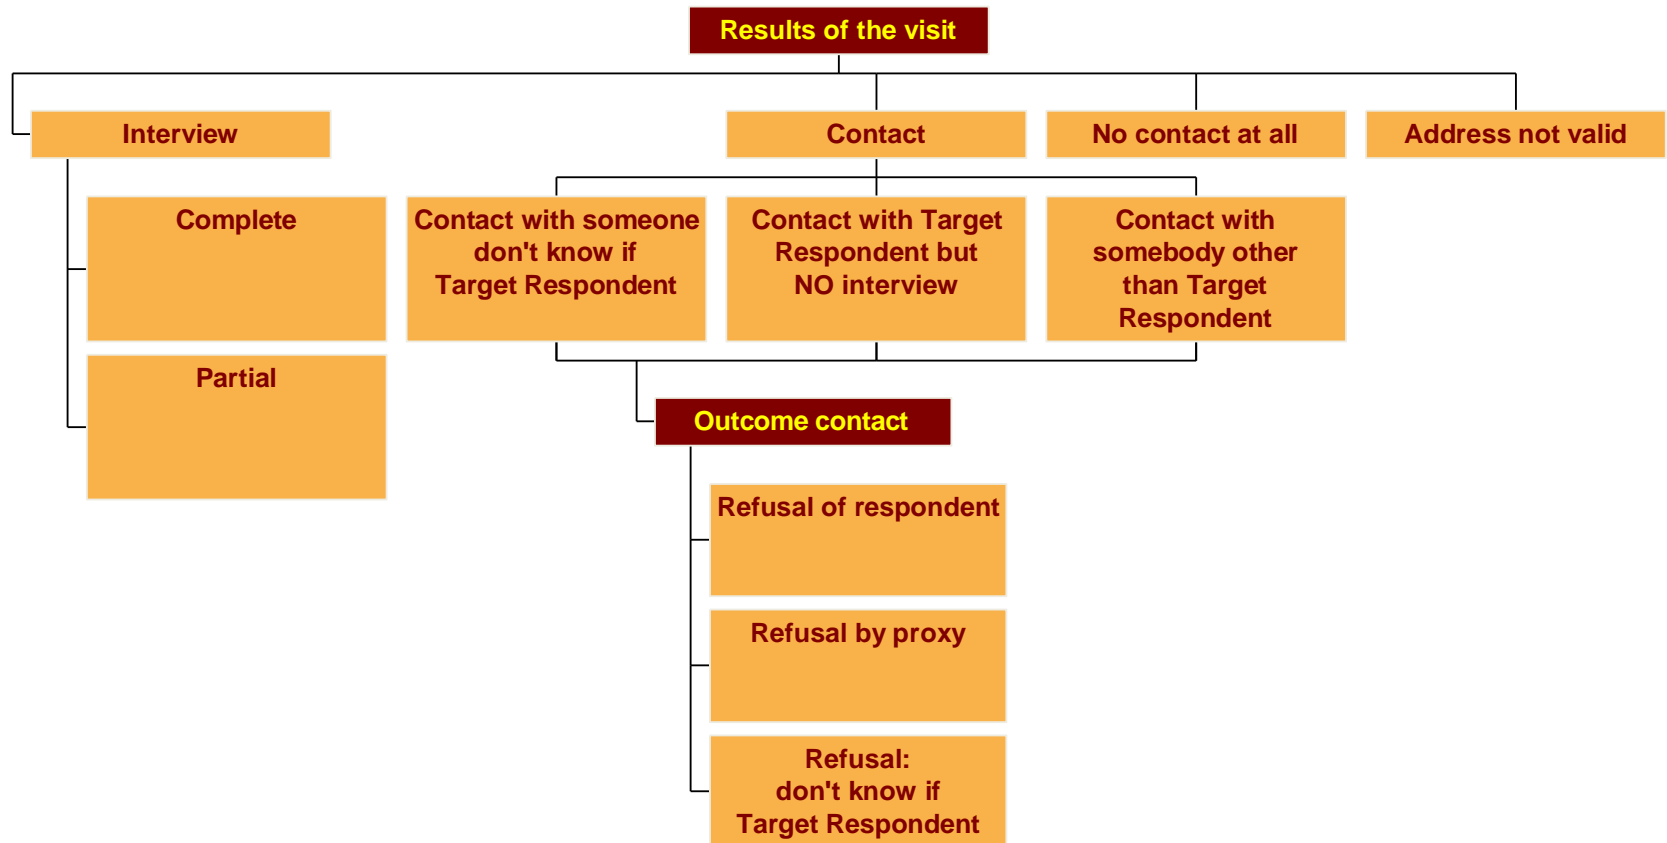 Results of the visit
Interview
Contact
No contact at all
Address not valid
Complete
Partial
Contact with someone
don't know if
Target Respondent
Contact with Target
Respondent but
NO interview
Contact with
somebody other
than Target
Respondent
Outcome contact
Refusal of respondent
Refusal by proxy
Refusal:
don't know if
Target Respondent